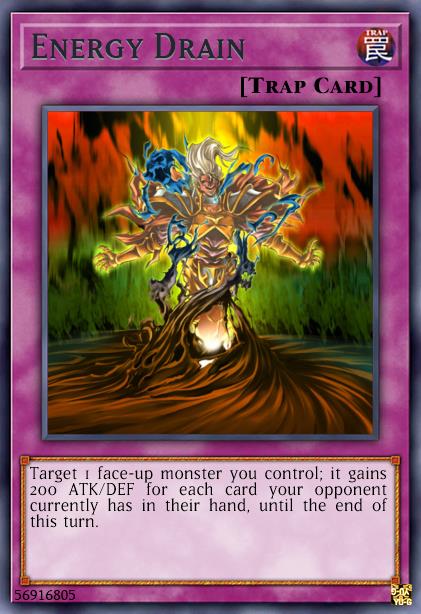 Energy Drain
TRAP
罠
[Trap Card]
Target 1 face-up monster you control; it gains
200 ATK/DEF for each card your opponent
currently has in their hand, until the end of
this turn.
56916805